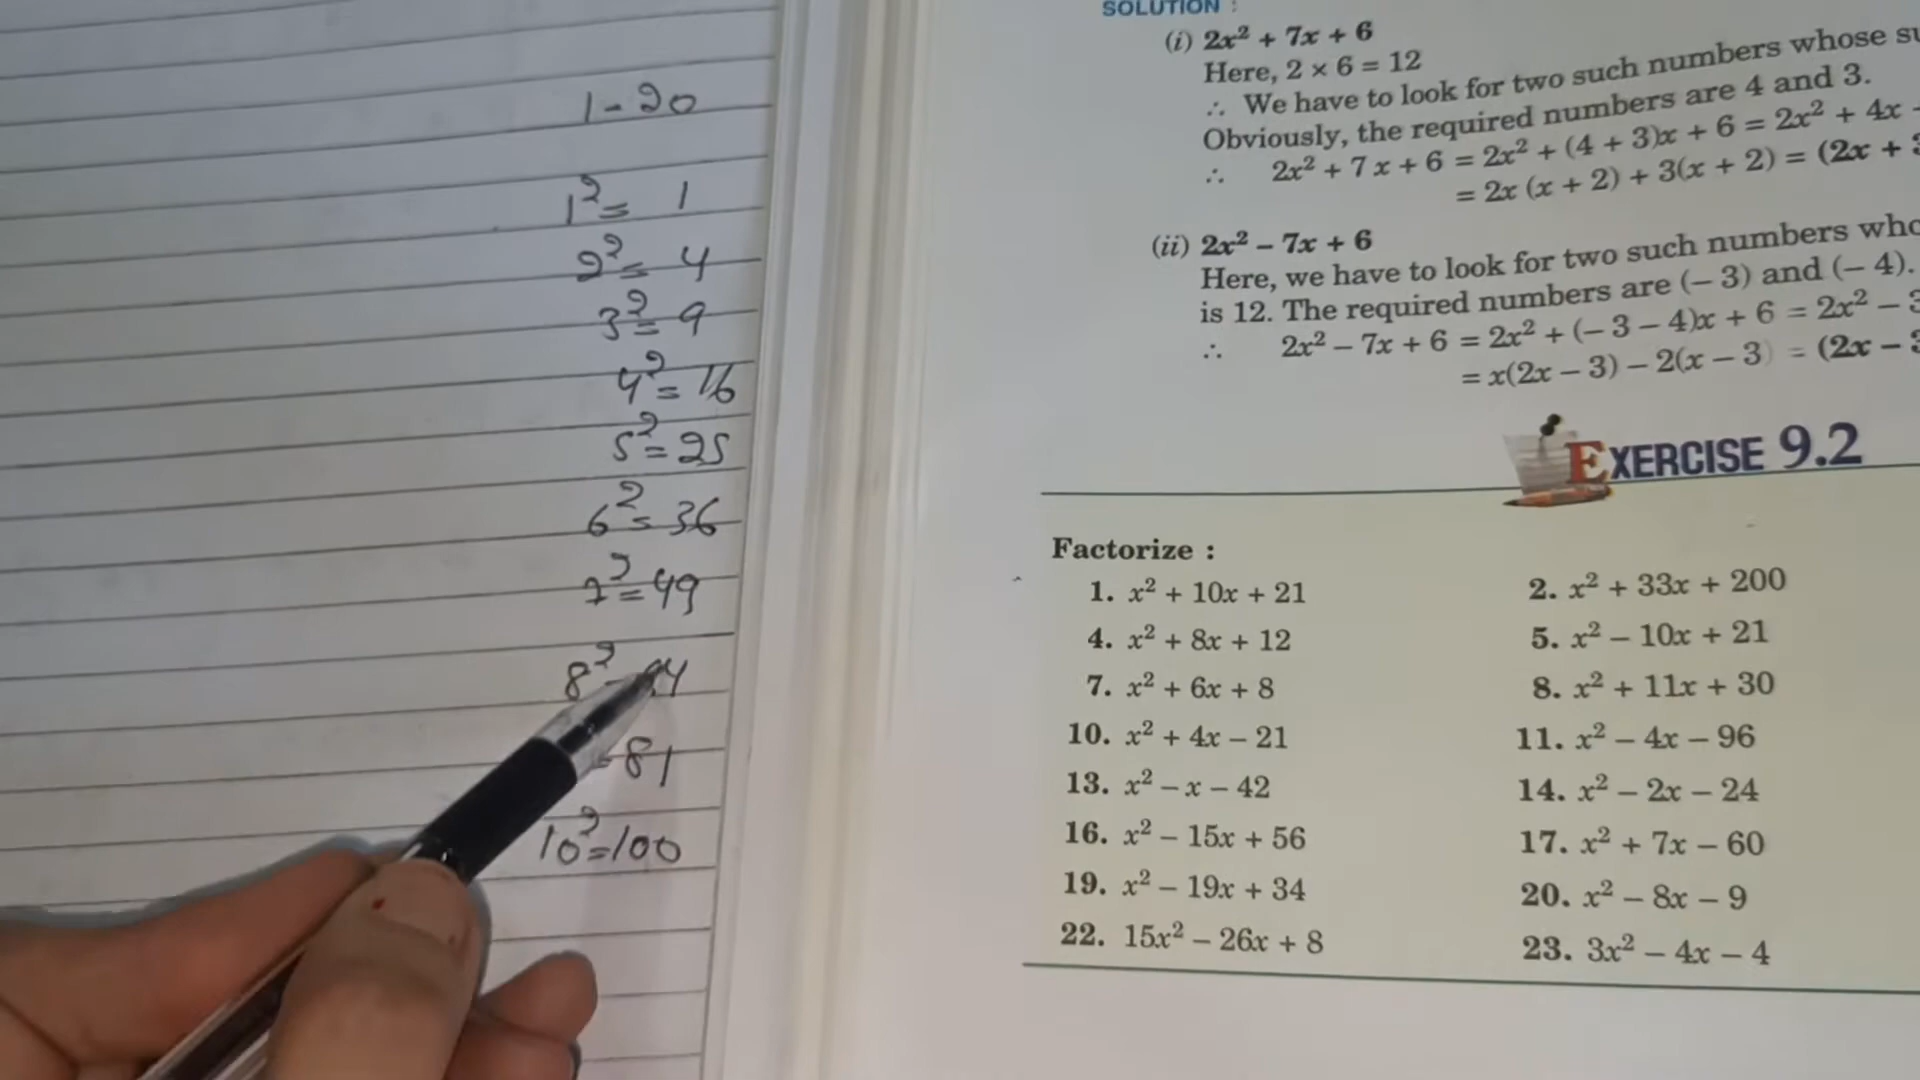 1 - 20
1² = 1
2² = 4
3² = 9
4² = 16
5² = 25
6² = 36
7² = 49
8²
= 81
10² = 100
SOLUTION :
(i) 2x² + 7x + 6
Here, 2 × 6 = 12
∴ We have to look for two such numbers whose
Obviously, the required numbers are 4 and 3.
∴ 2x² + 7x + 6 = 2x² + (4 + 3)x + 6 = 2x² + 4x
= 2x (x + 2) + 3(x + 2) = (2x + 3
(ii) 2x² – 7x + 6
Here, we have to look for two such numbers
is 12. The required numbers are (– 3) and (– 4).
∴ 2x² – 7x + 6 = 2x² + (– 3 – 4)x + 6 = 2x² – 3
= x(2x – 3) – 2(x – 3) = (2x – 3
EXERCISE 9.2
Factorize :
1. x² + 10x + 21 2. x² + 33x + 200
4. x² + 8x + 12 5. x² – 10x + 21
7. x² + 6x + 8 8. x² + 11x + 30
10. x² + 4x – 21 11. x² – 4x – 96
13. x² – x – 42 14. x² – 2x – 24
16. x² – 15x + 56 17. x² + 7x – 60
19. x² – 19x + 34 20. x² – 8x – 9
22. 15x² – 26x + 8 23. 3x² – 4x – 4